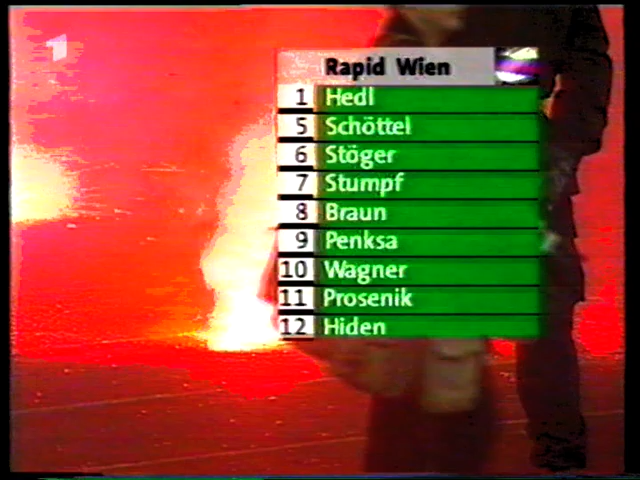 1
Rapid Wien
1 Hedl
5 Schöttel
6 Stöger
7 Stumpf
8 Braun
9 Penksa
10 Wagner
11 Prosenik
12 Hiden